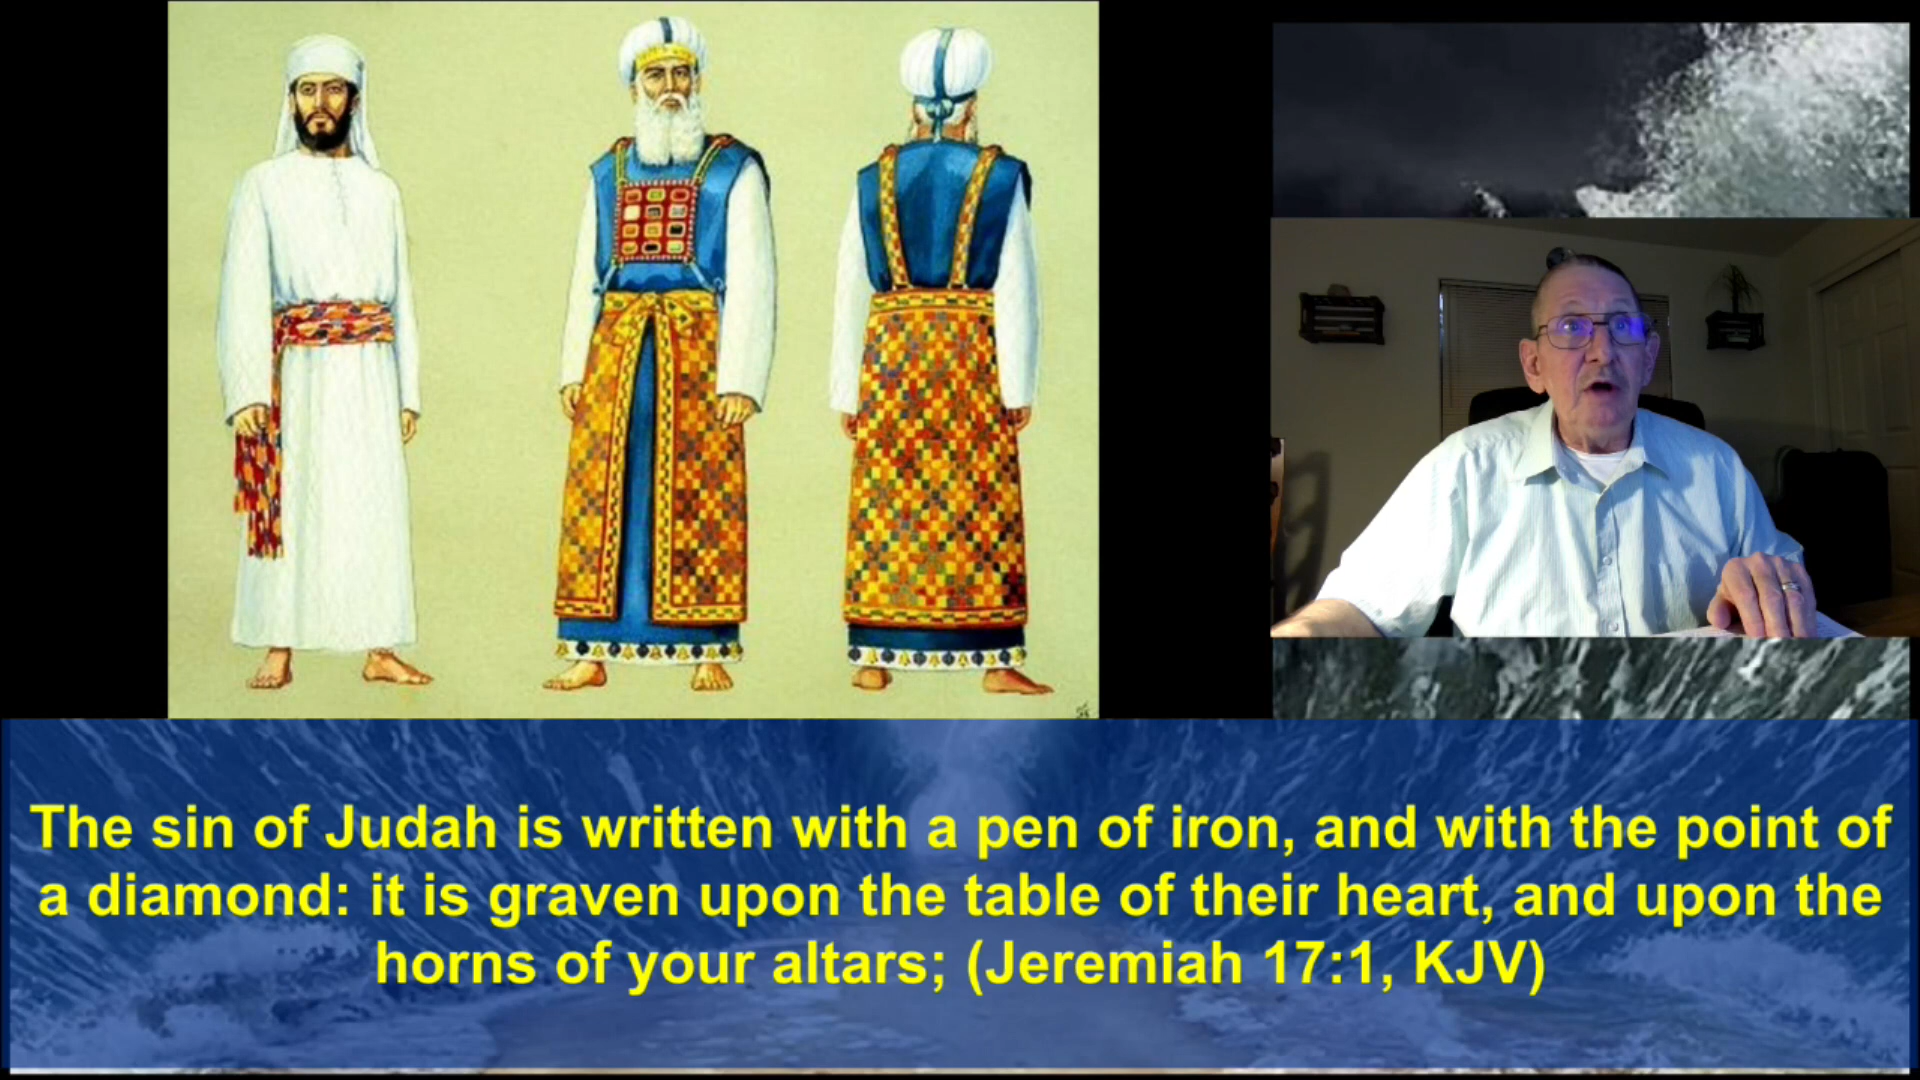 The sin of Judah is written with a pen of iron, and with the point of
a diamond: it is graven upon the table of their heart, and upon the
horns of your altars; (Jeremiah 17:1, KJV)